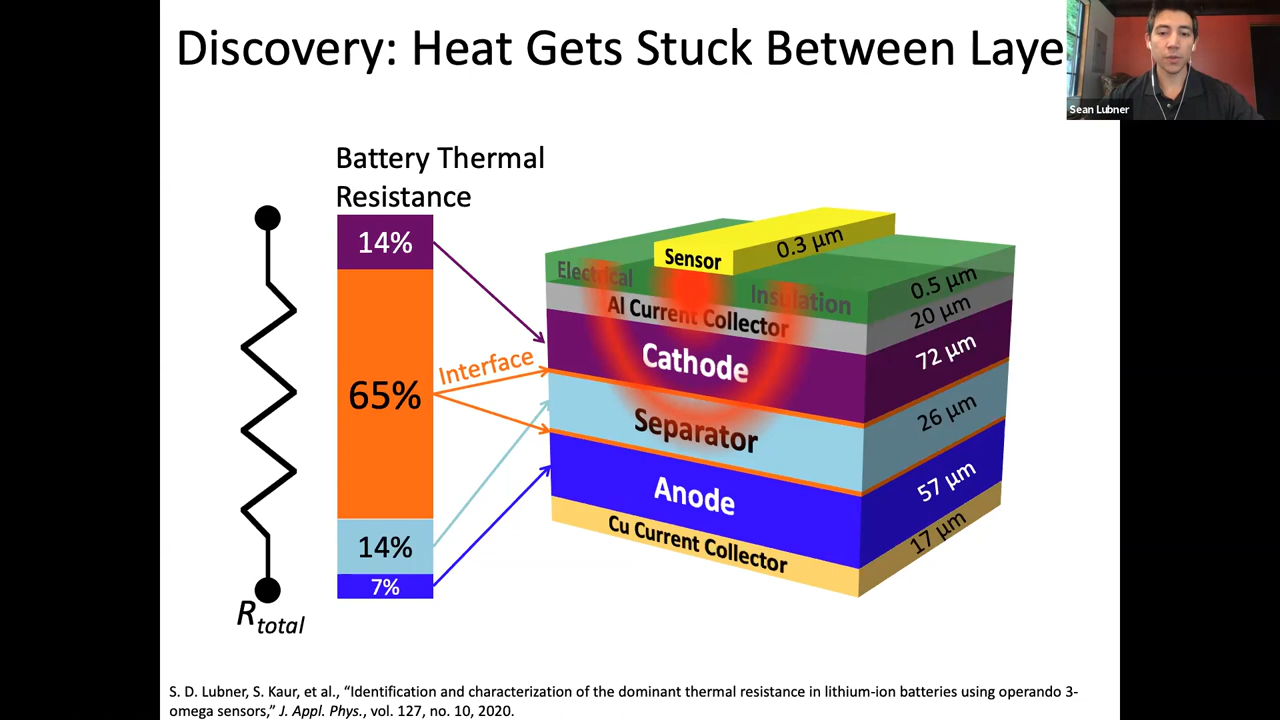 Discovery: Heat Gets Stuck Between Laye
Sean Lubner
Battery Thermal
Resistance
14%
65%
14%
7%
Interface
R total
Sensor
0.3 µm
Electrical
Insulation
0.5 µm
Al Current Collector
20 µm
Cathode
72 µm
Separator
26 µm
Anode
57 µm
Cu Current Collector
17 µm
S. D. Lubner, S. Kaur, et al., “Identification and characterization of the dominant thermal resistance in lithium-ion batteries using operando 3-
omega sensors,” J. Appl. Phys., vol. 127, no. 10, 2020.